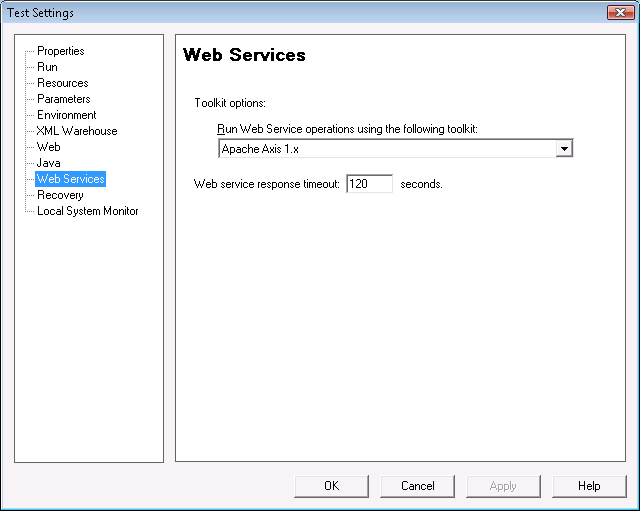 Test Settings
Properties
Run
Resources
Parameters
Environment
XML Warehouse
Web
Java
Web Services
Recovery
Local System Monitor
Web Services
Toolkit options:
Run Web Service operations using the following toolkit:
Apache Axis 1.x
Web service response timeout: 120 seconds.
OK Cancel Apply Help